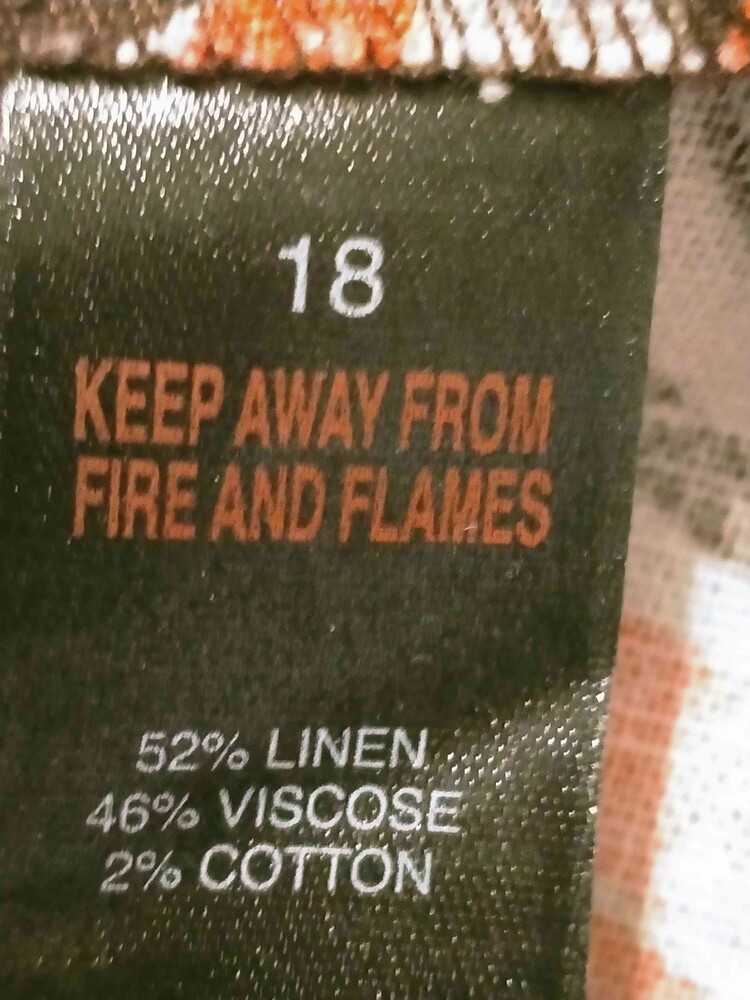 18
KEEP AWAY FROM
FIRE AND FLAMES
52% LINEN
46% VISCOSE
2% COTTON